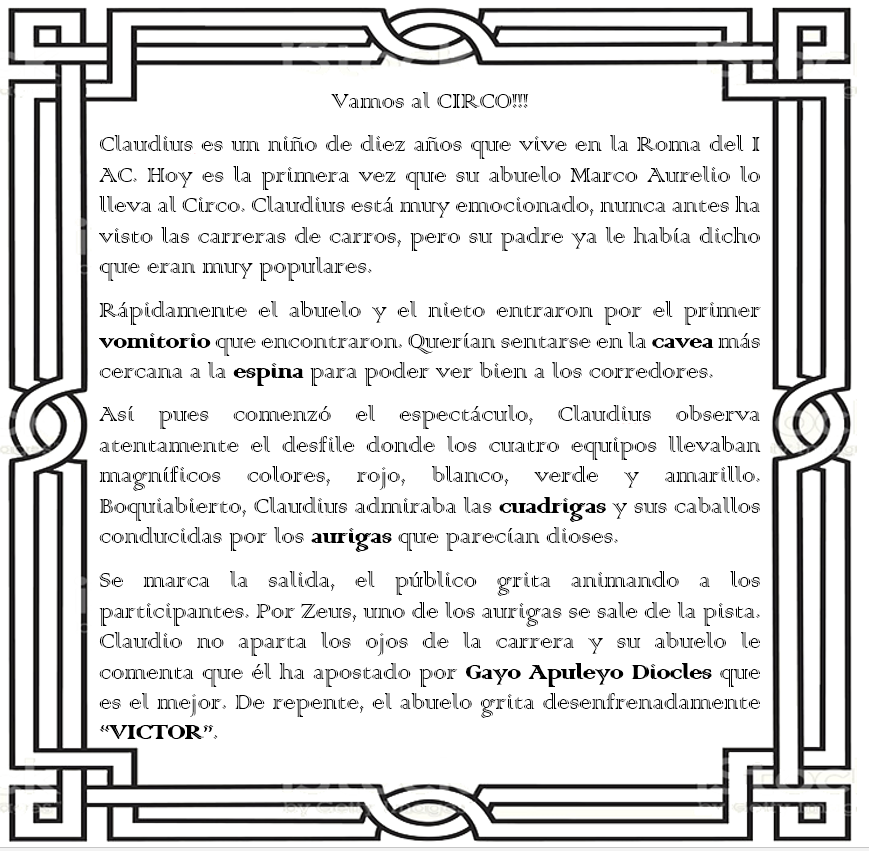 Vamos al CIRCO!!!
Claudius es un niño de diez años que vive en la Roma del I
AC. Hoy es la primera vez que su abuelo Marco Aurelio lo
lleva al Circo. Claudius está muy emocionado, nunca antes ha
visto las carreras de carros, pero su padre ya le había dicho
que eran muy populares.
Rápidamente el abuelo y el nieto entraron por el primer
vomitorio que encontraron. Querían sentarse en la cavea más
cercana a la espina para poder ver bien a los corredores.
Así pues comenzó el espectáculo, Claudius observa
atentamente el desfile donde los cuatro equipos llevaban
magníficos colores, rojo, blanco, verde y amarillo.
Boquiabierto, Claudius admiraba las cuadrigas y sus caballos
conducidas por los aurigas que parecían dioses.
Se marca la salida, el público grita animando a los
participantes. Por Zeus, uno de los aurigas se sale de la pista.
Claudio no aparta los ojos de la carrera y su abuelo le
comenta que él ha apostado por Gayo Apuleyo Diocles que
es el mejor. De repente, el abuelo grita desenfrenadamente
“VICTOR”.